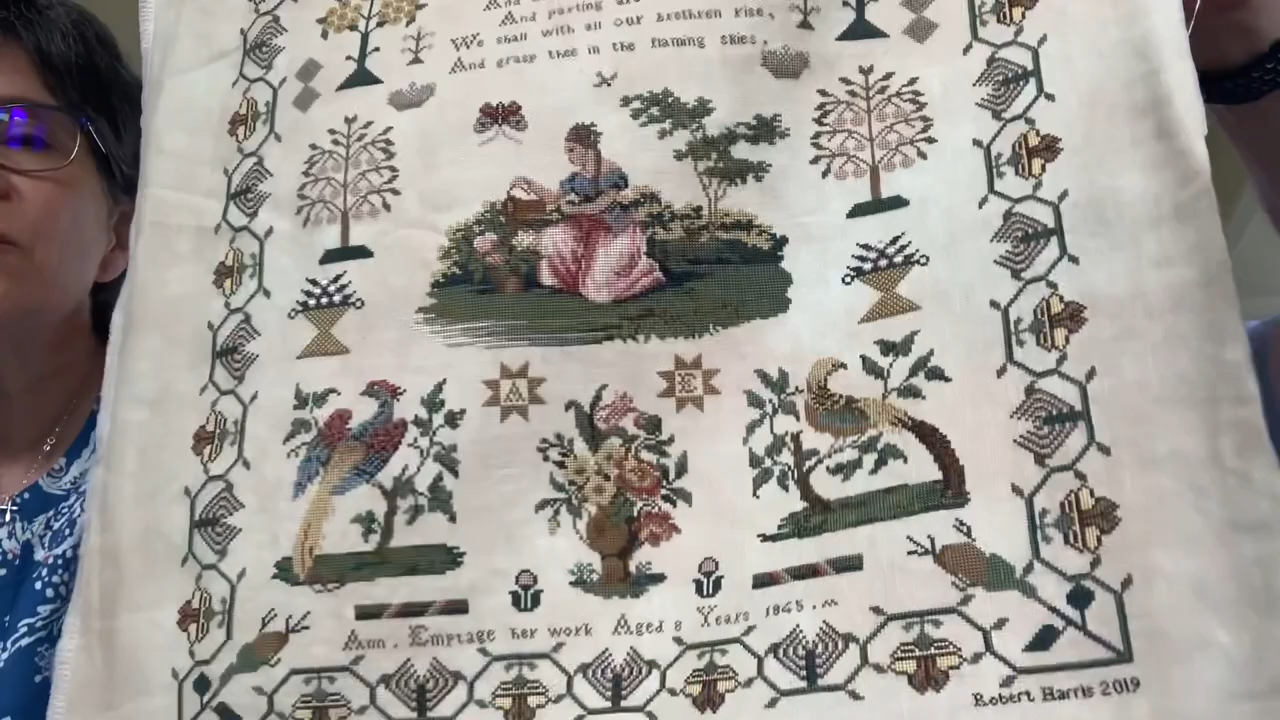 And parting
We shall with all our brethren rise,
And grasp thee in the flaming skies.
A E
Ann. Emptage her work Aged 8 Years 1845.
Robert Harris 2019